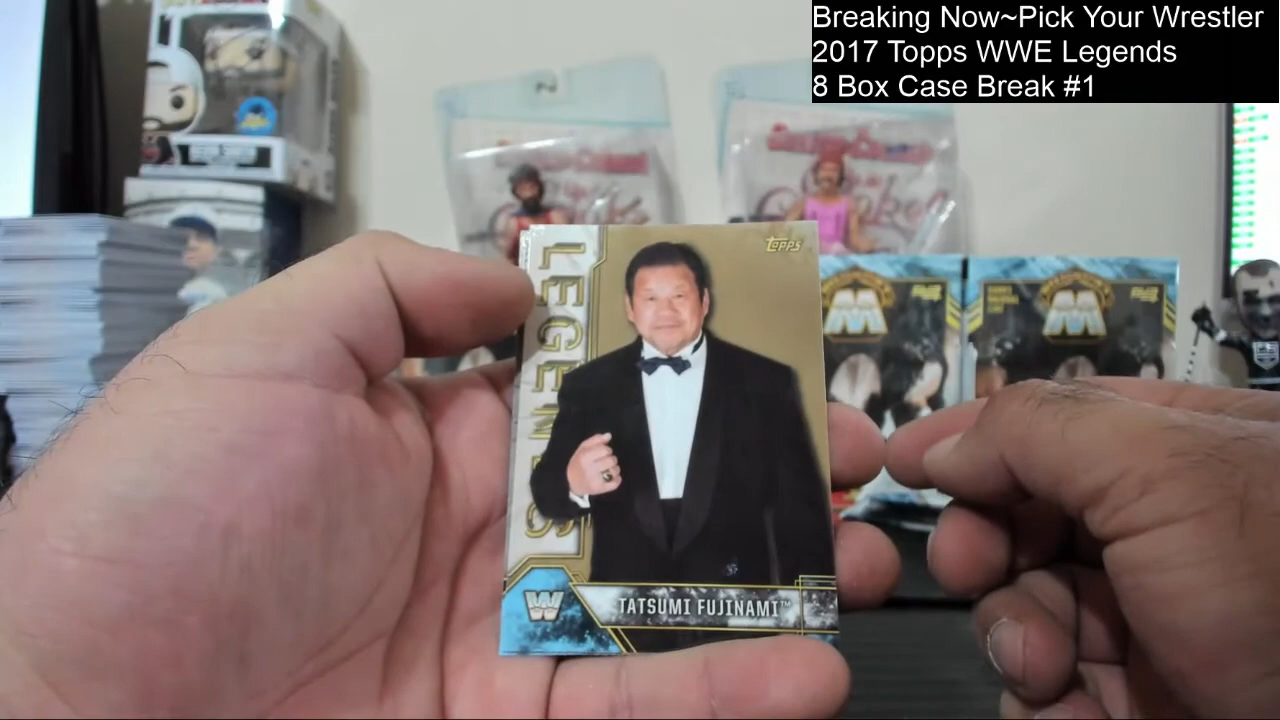 Breaking Now~Pick Your Wrestler
2017 Topps WWE Legends
8 Box Case Break #1
TOPPS
LEGENDS
W
TATSUMI FUJINAMI™